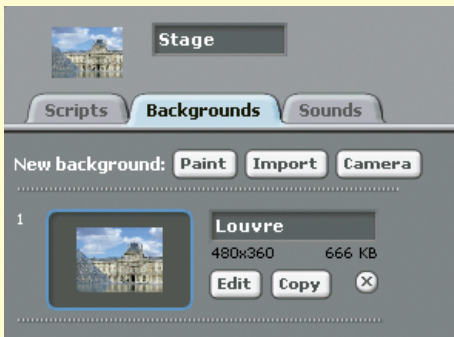 Stage
Scripts Backgrounds Sounds
New background: Paint Import Camera
1
Louvre
480x360 666 KB
Edit Copy